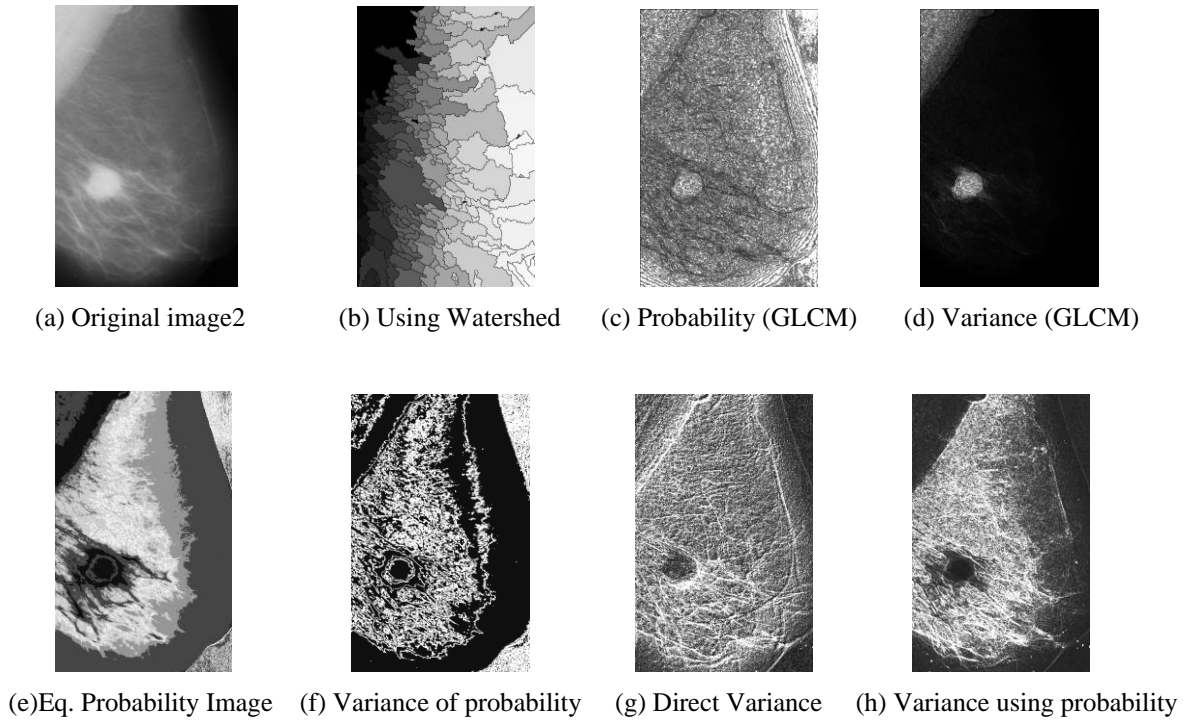 (a) Original image2
(b) Using Watershed
(c) Probability (GLCM)
(d) Variance (GLCM)
(e)Eq. Probability Image
(f) Variance of probability
(g) Direct Variance
(h) Variance using probability